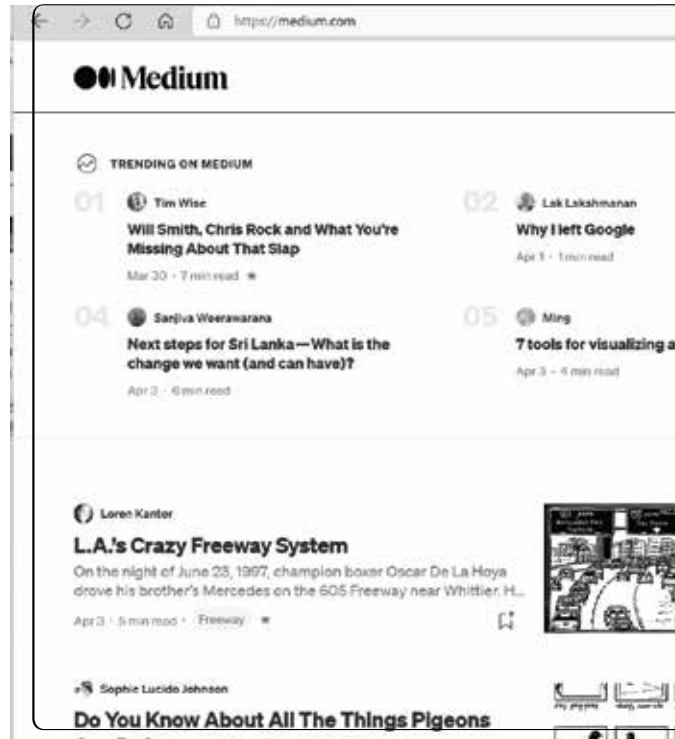 https://medium.com
Medium
TRENDING ON MEDIUM
01
Tim Wise
Will Smith, Chris Rock and What You're
Missing About That Slap
Mar 30 · 7 min read
02
Lak Lakshmanan
Why I left Google
Apr 1 · 1 min read
04
Sanjiva Weerawarana
Next steps for Sri Lanka — What is the
change we want (and can have)?
Apr 3 · 6 min read
05
Ming
7 tools for visualizing a
Apr 3 · 4 min read
Loren Kantor
L.A.'s Crazy Freeway System
On the night of June 23, 1997, champion boxer Oscar De La Hoya
drove his brother's Mercedes on the 605 Freeway near Whittier. H...
Apr 3 · 5 min read · Freeway
Sophie Lucido Johnson
Do You Know About All The Things Pigeons